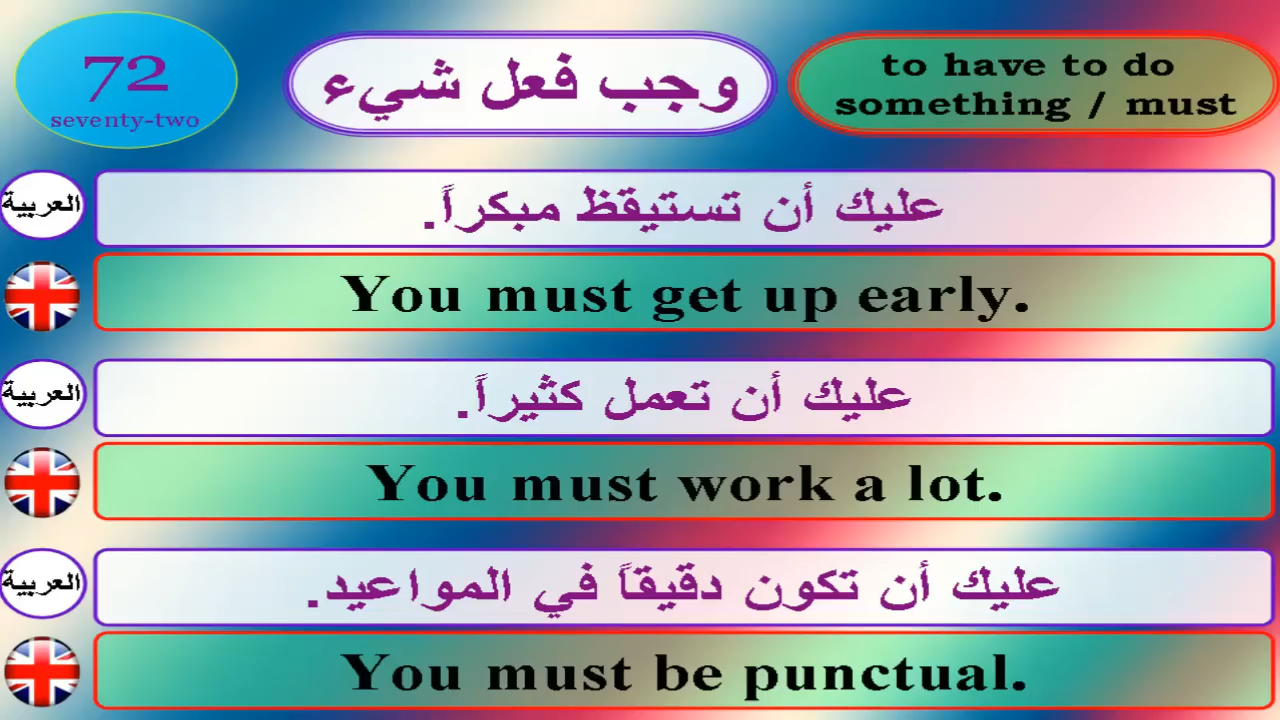 72
seventy-two
وجب فعل شيء
to have to do
something / must
العربية
عليك أن تستيقظ مبكراً.
You must get up early.
العربية
عليك أن تعمل كثيراً.
You must work a lot.
العربية
عليك أن تكون دقيقاً في المواعيد.
You must be punctual.